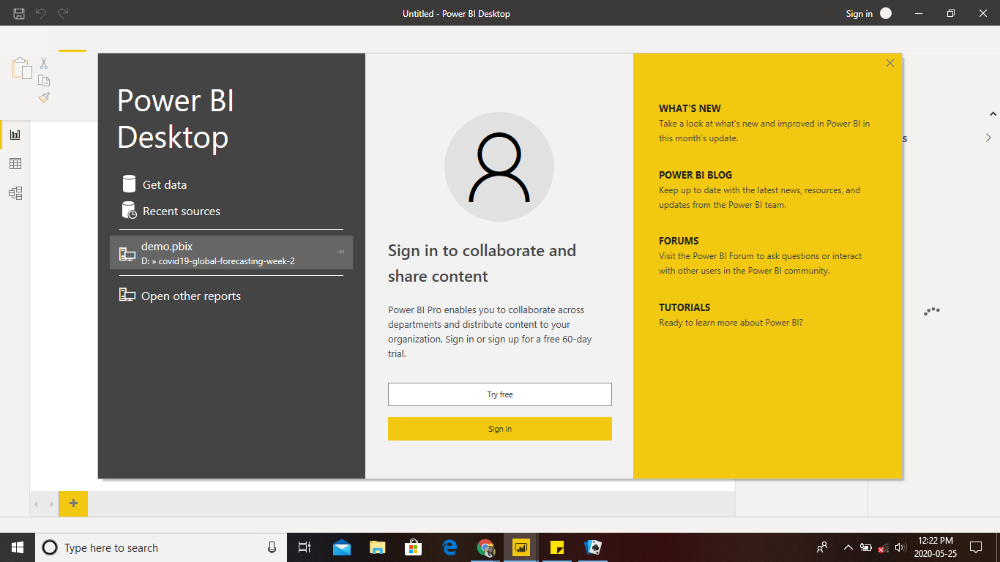 Untitled - Power BI Desktop
Sign in
Power BI
Desktop
Get data
Recent sources
demo.pbix
D: » covid19-global-forecasting-week-2
Open other reports
Sign in to collaborate and
share content
Power BI Pro enables you to collaborate across
departments and distribute content to your
organization. Sign in or sign up for a free 60-day
trial.
Try free
Sign in
WHAT'S NEW
Take a look at what's new and improved in Power BI in
this month's update.
POWER BI BLOG
Keep up to date with the latest news, resources, and
updates from the Power BI team.
FORUMS
Visit the Power BI Forum to ask questions or interact
with other users in the Power BI community.
TUTORIALS
Ready to learn more about Power BI?
s
Type here to search
12:22 PM
2020-05-25